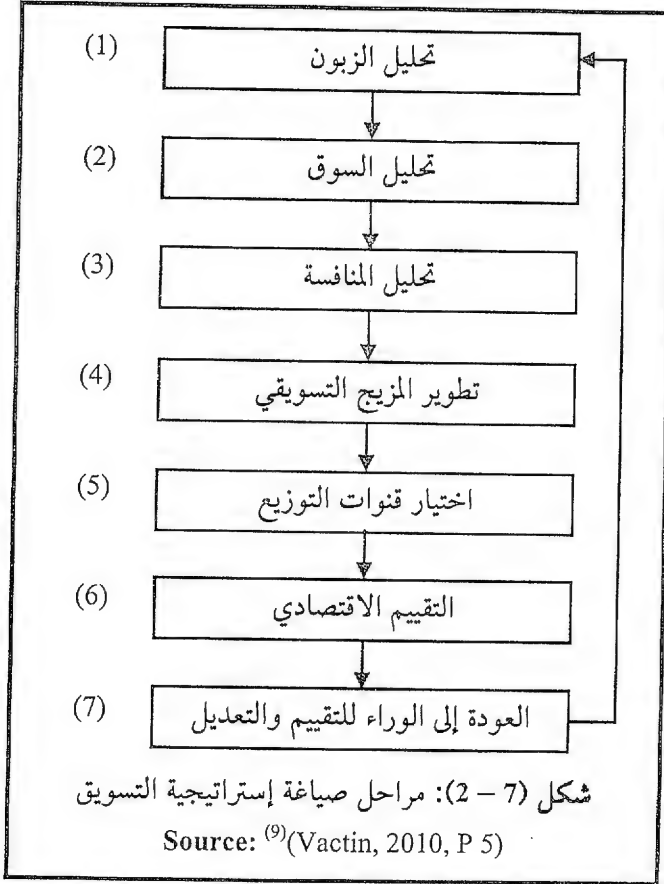 (1) تحليل الزبون
(2) تحليل السوق
(3) تحليل المنافسة
(4) تطوير المزيج التسويقي
(5) اختيار قنوات التوزيع
(6) التقييم الاقتصادي
(7) العودة إلى الوراء للتقييم والتعديل
شكل (7 – 2): مراحل صياغة إستراتيجية التسويق
Source: (9)(Vactin, 2010, P 5)